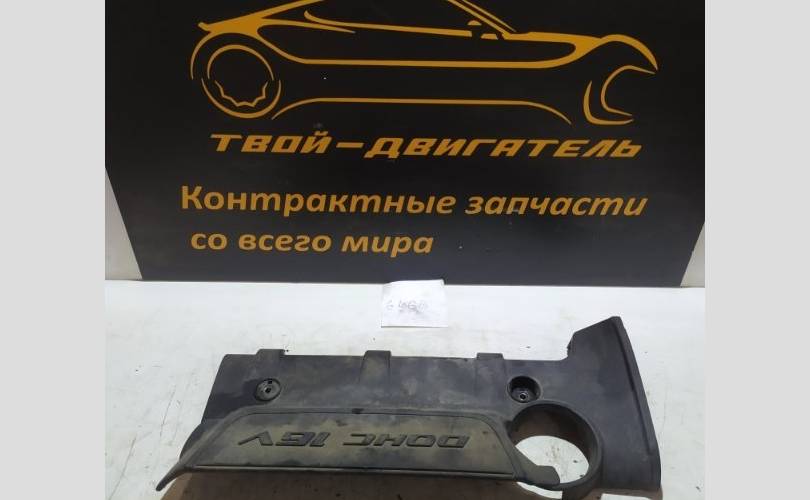 ТВОЙ-ДВИГАТЕЛЬ
Контрактные запчасти
со всего мира
DOHC 16V